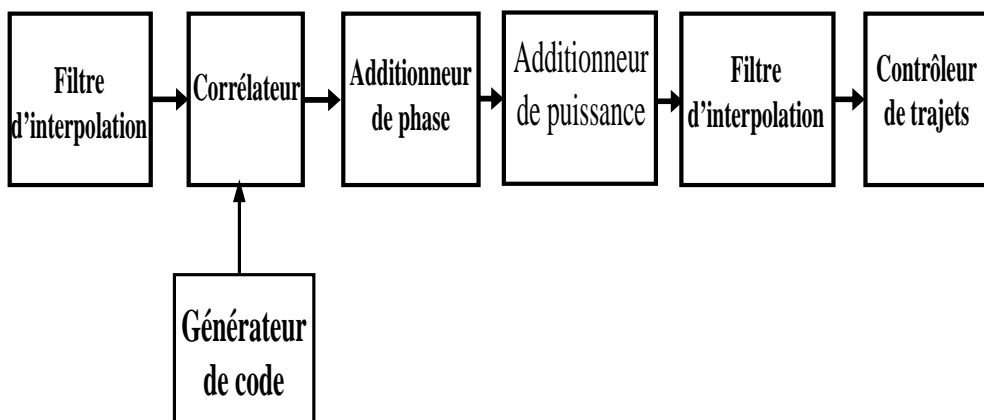 Filtre
d'interpolation
Corrélateur
Additionneur
de phase
Additionneur
de puissance
Filtre
d'interpolation
Contrôleur
de trajets
Générateur
de code